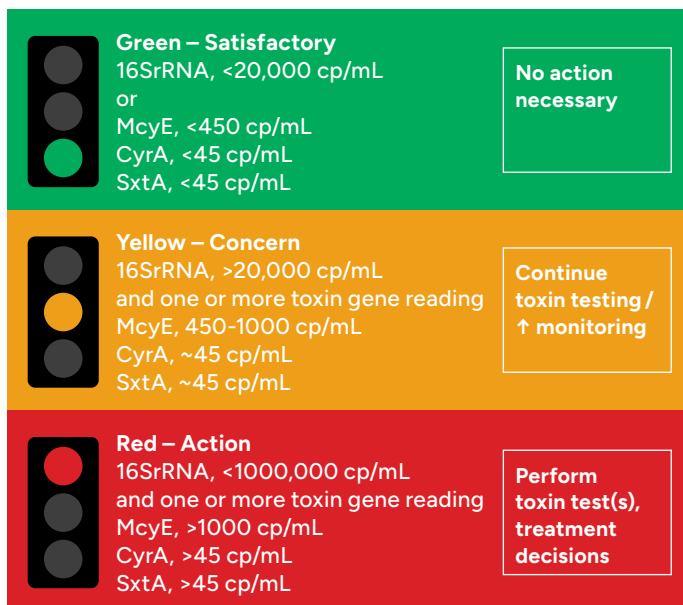 Green – Satisfactory
16SrRNA, <20,000 cp/mL
or
McyE, <450 cp/mL
CyrA, <45 cp/mL
SxtA, <45 cp/mL
No action
necessary
Yellow – Concern
16SrRNA, >20,000 cp/mL
and one or more toxin gene reading
McyE, 450-1000 cp/mL
CyrA, ~45 cp/mL
SxtA, ~45 cp/mL
Continue
toxin testing /
↑ monitoring
Red – Action
16SrRNA, <1000,000 cp/mL
and one or more toxin gene reading
McyE, >1000 cp/mL
CyrA, >45 cp/mL
SxtA, >45 cp/mL
Perform
toxin test(s),
treatment
decisions